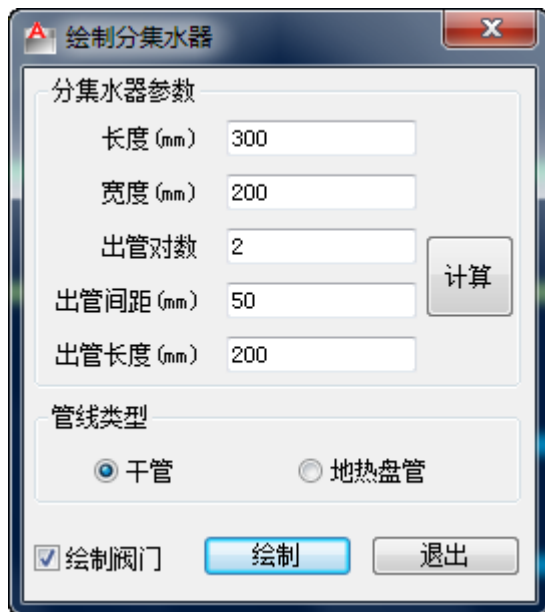 绘制分集水器
分集水器参数
长度(mm) 300
宽度(mm) 200
出管对数 2
计算
出管间距(mm) 50
出管长度(mm) 200
管线类型
干管 地热盘管
绘制阀门 绘制 退出